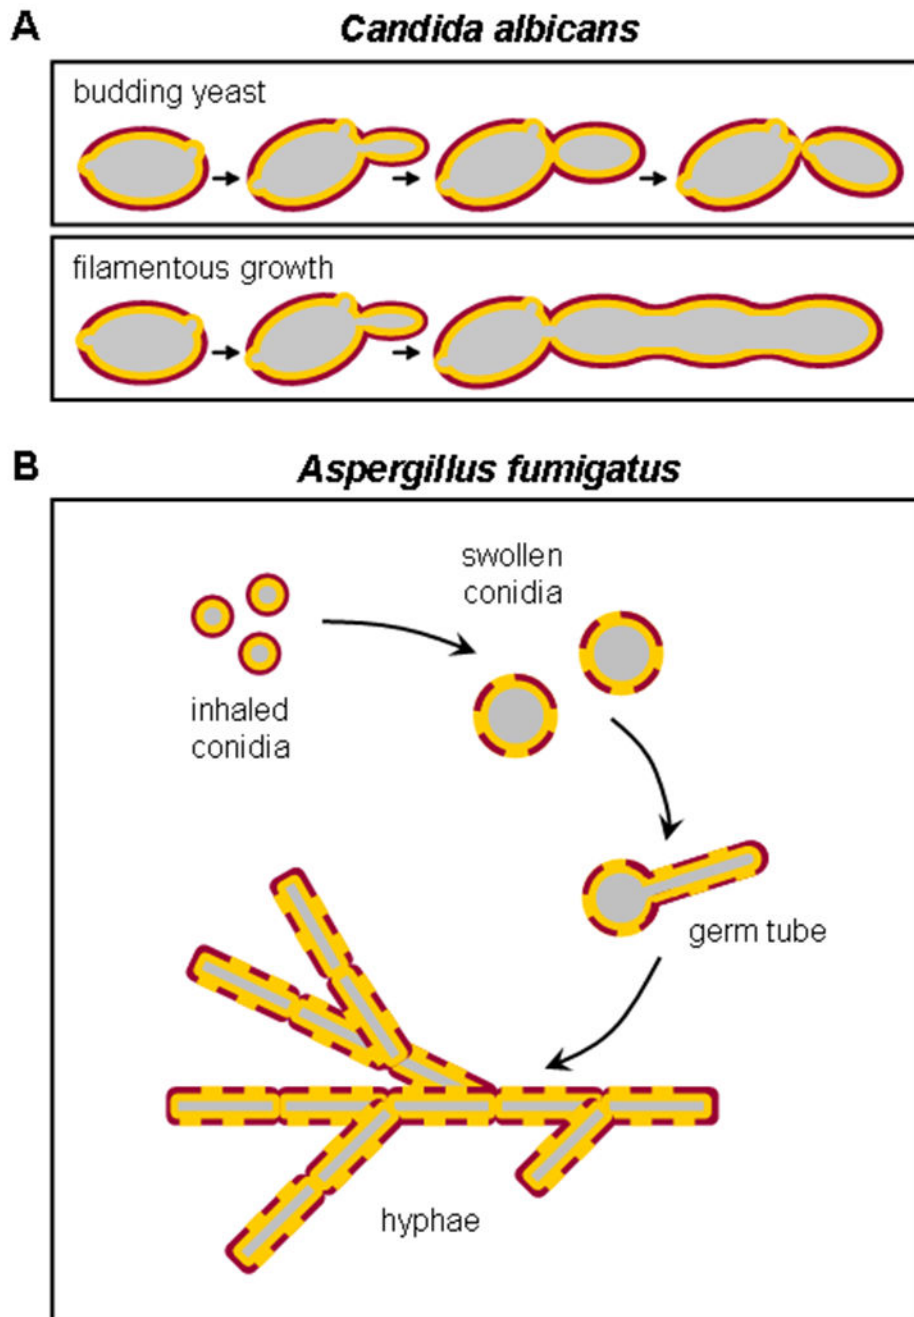 A
Candida albicans
budding yeast
filamentous growth
B
Aspergillus fumigatus
swollen
conidia
inhaled
conidia
germ tube
hyphae